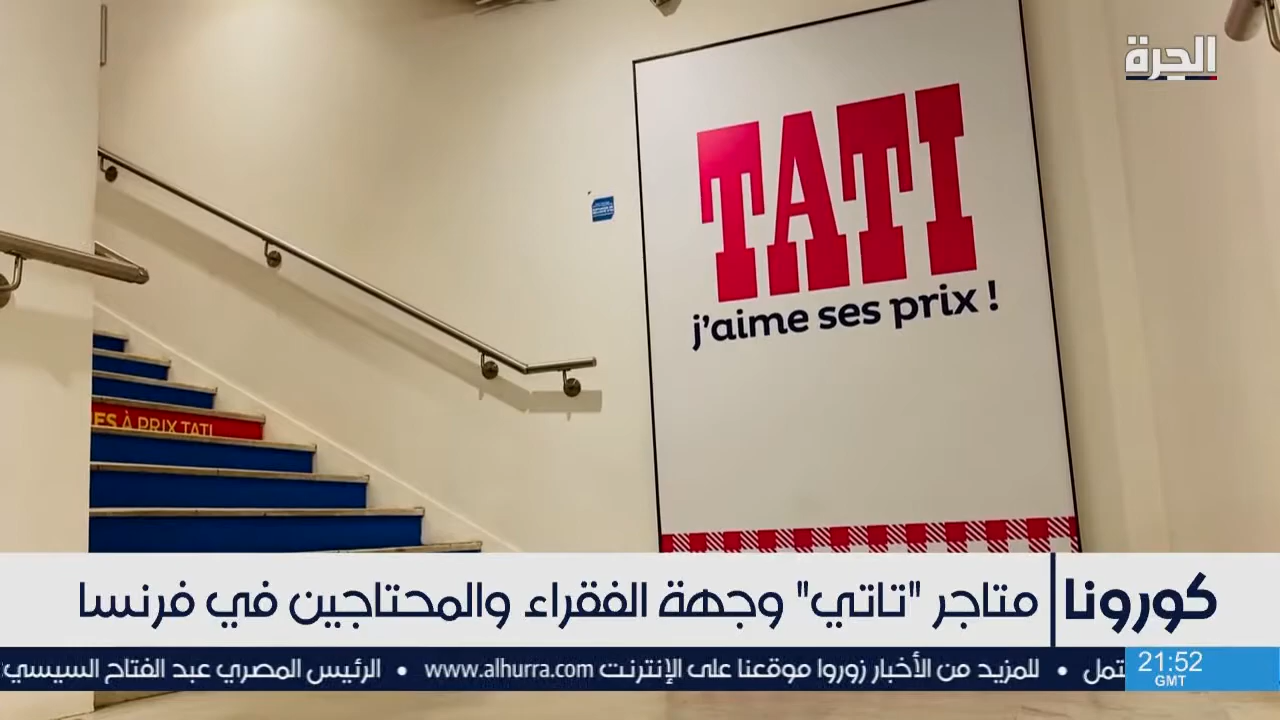 الحرة
TATI
j'aime ses prix !
ES À PRIX TATI
كورونا
متاجر "تاتي" وجهة الفقراء والمحتاجين في فرنسا
للمزيد من الأخبار زوروا موقعنا على الإنترنت www.alhurra.com • الرئيس المصري عبد الفتاح السيسي:
21:52
GMT